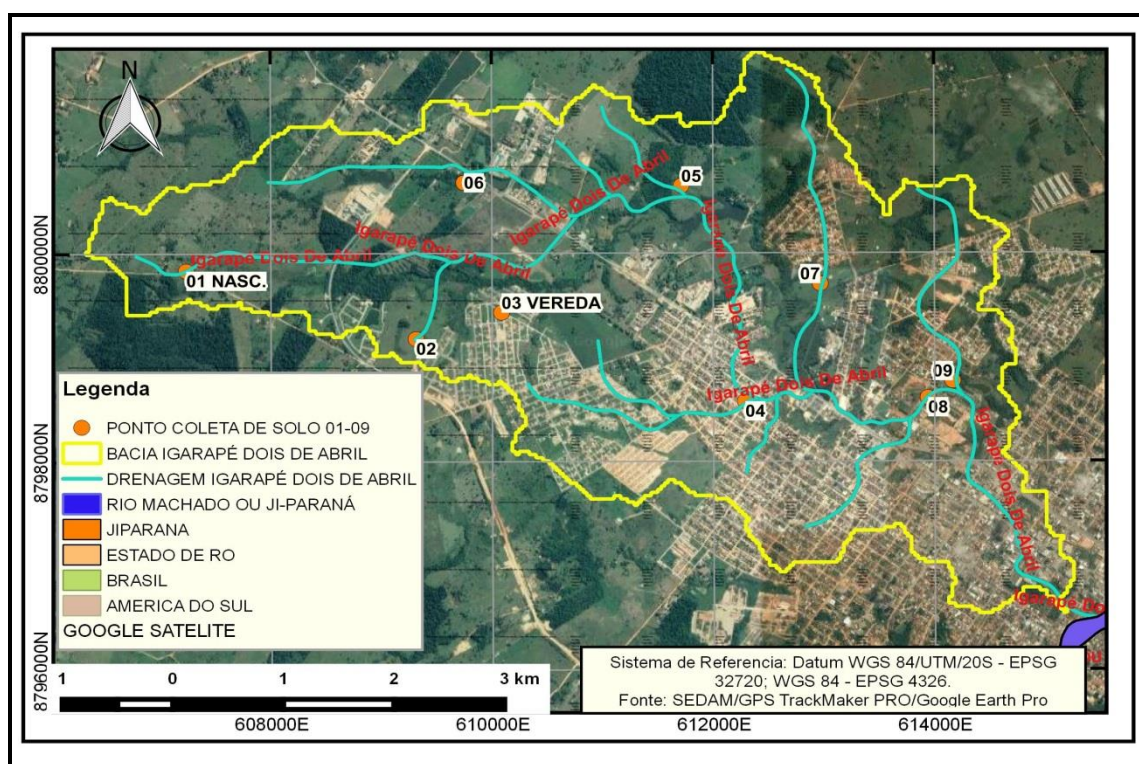 N
06
05
Igarapé Dois De Abril
Igarapé Dois De Abril
Igarapé Dois De Abril
Igarapé Dois De Abril
01 NASC.
07
03 VEREDA
02
Igarapé Dois De Abril
09
04
08
Igarapé Dois De Abril
Igarapé Do
8800000N
8798000N
8796000N
Legenda
PONTO COLETA DE SOLO 01-09
BACIA IGARAPÉ DOIS DE ABRIL
DRENAGEM IGARAPÉ DOIS DE ABRIL
RIO MACHADO OU JI-PARANÁ
JIPARANA
ESTADO DE RO
BRASIL
AMERICA DO SUL
GOOGLE SATELITE
1 0 1 2 3 km
Sistema de Referencia: Datum WGS 84/UTM/20S - EPSG
32720; WGS 84 - EPSG 4326.
Fonte: SEDAM/GPS TrackMaker PRO/Google Earth Pro
608000E 610000E 612000E 614000E